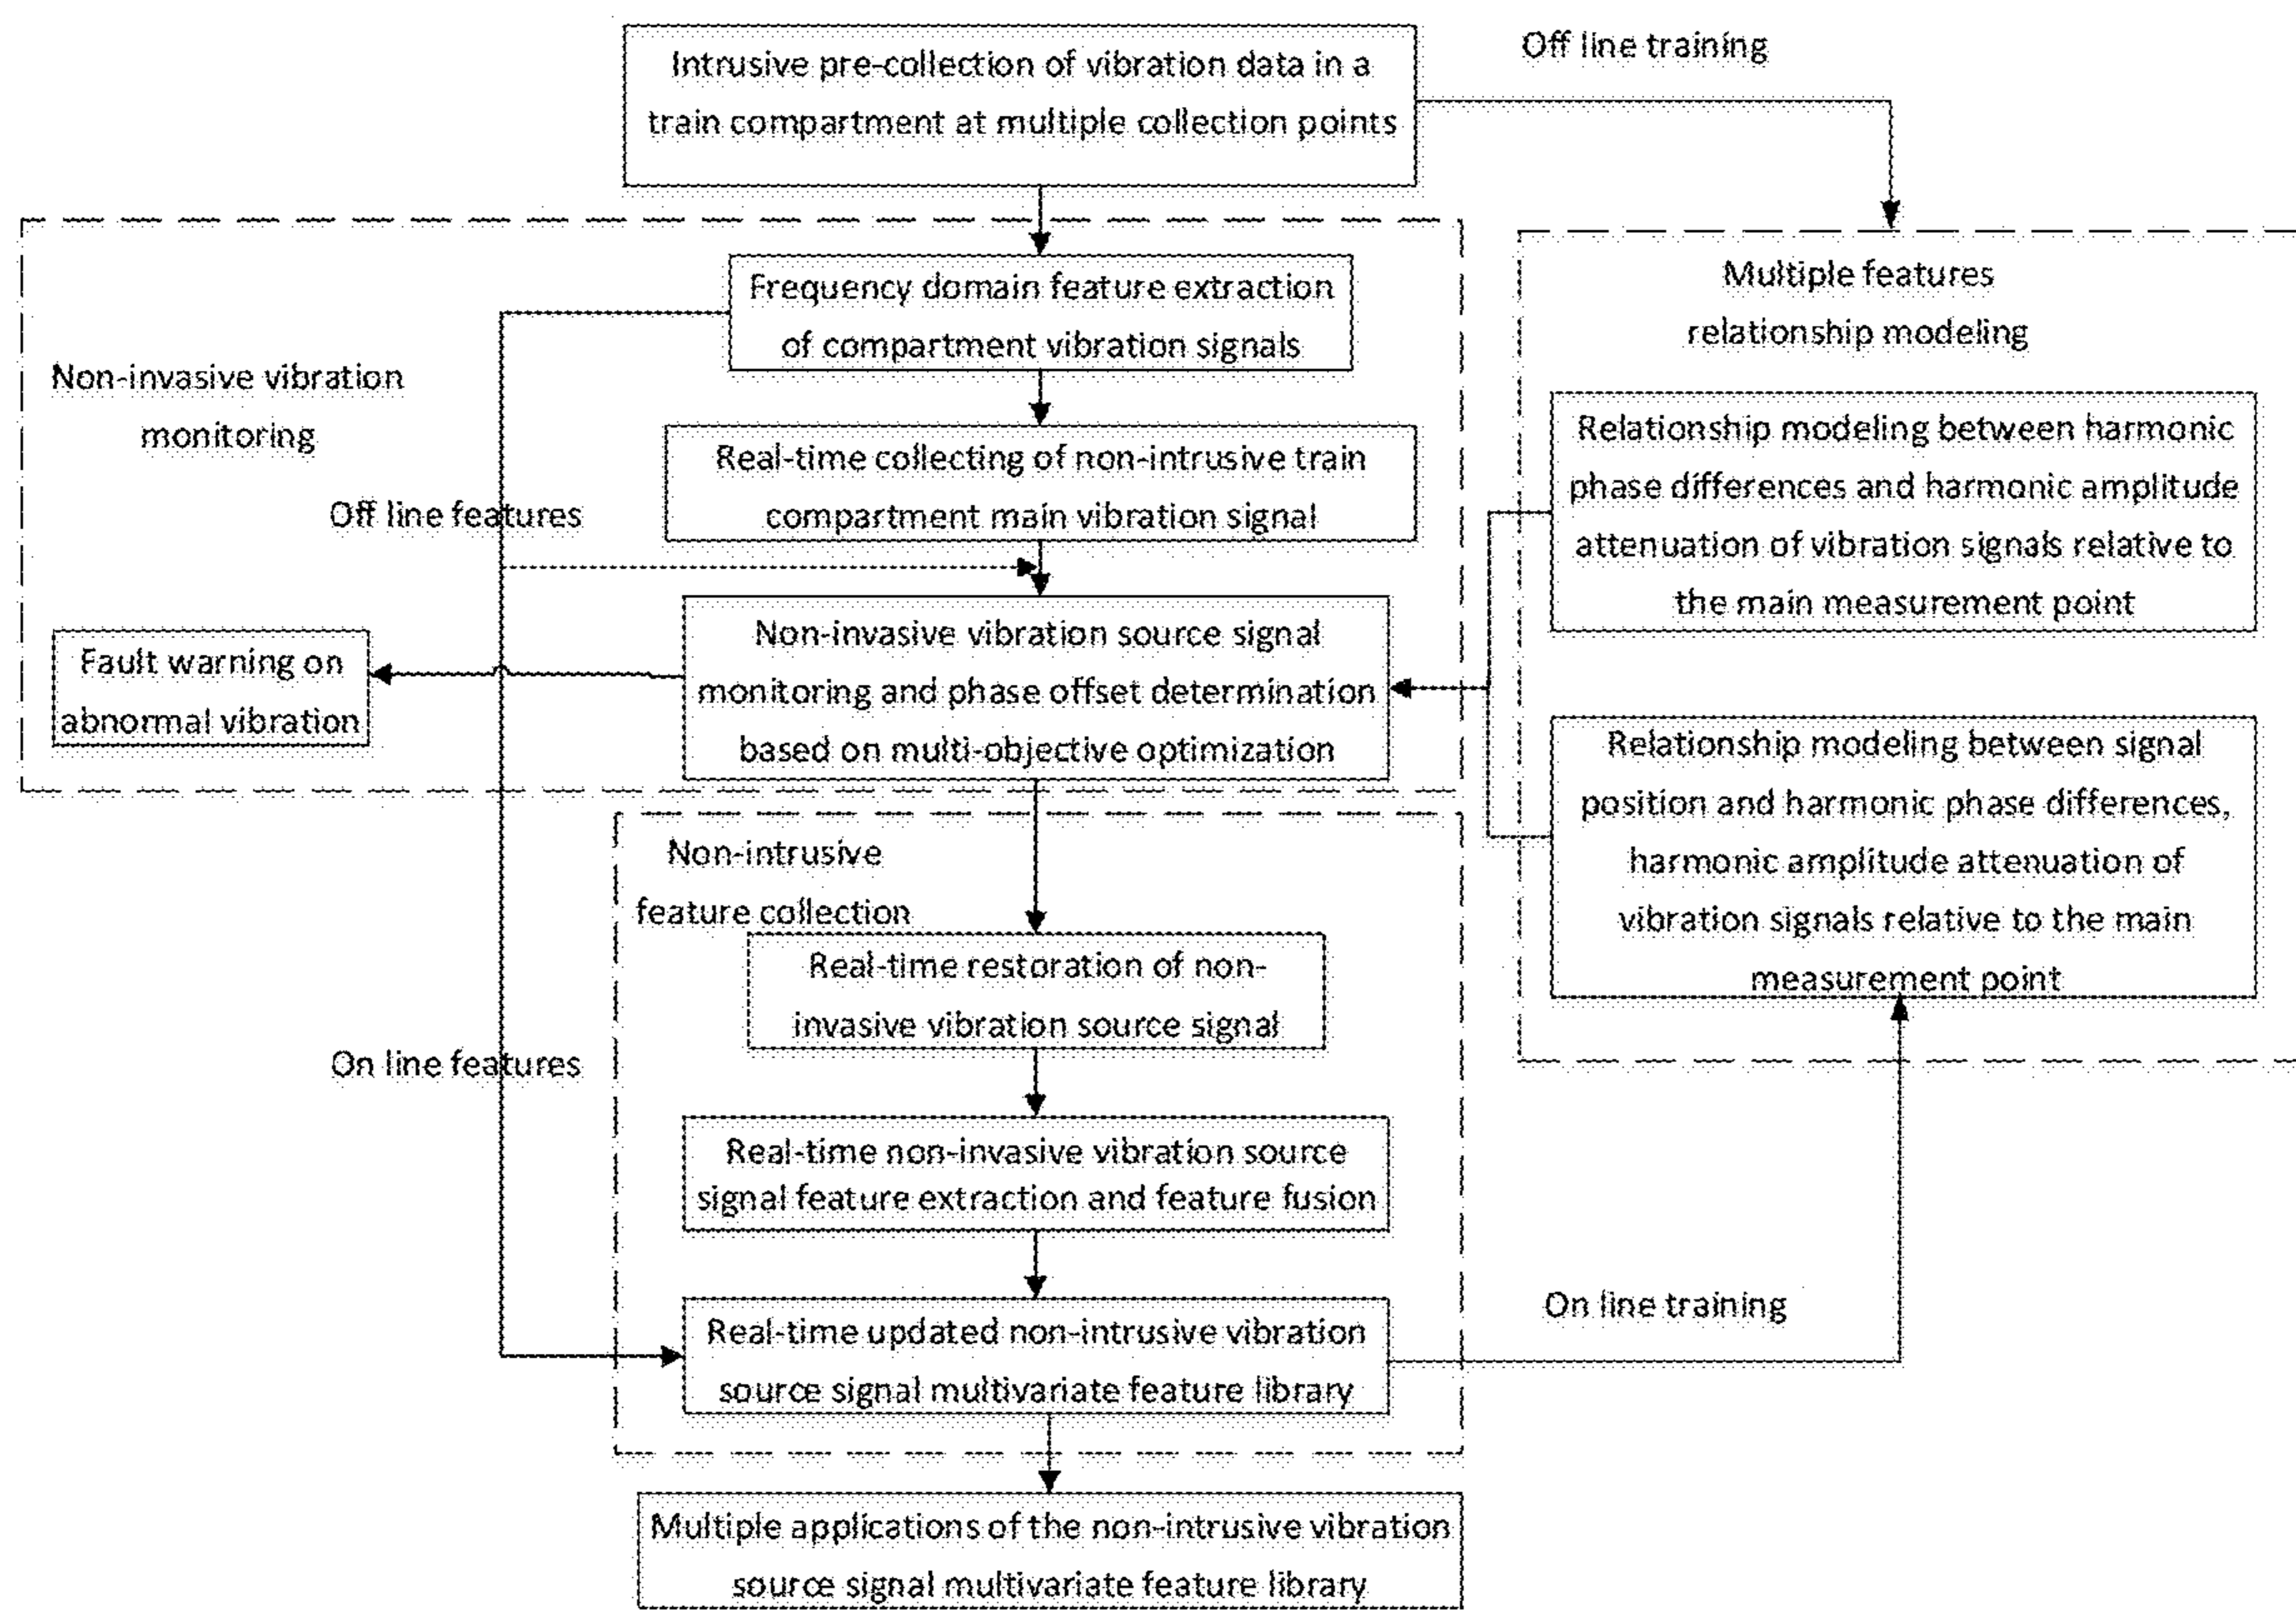 Intrusive pre-collection of vibration data in a
train compartment at multiple collection points
Off line training
Frequency domain feature extraction
of compartment vibration signals
Non-invasive vibration
monitoring
Real-time collecting of non-intrusive train
compartment main vibration signal
Off line features
Non-invasive vibration source signal
monitoring and phase offset determination
based on multi-objective optimization
Fault warning on
abnormal vibration
Multiple features
relationship modeling
Relationship modeling between harmonic
phase differences and harmonic amplitude
attenuation of vibration signals relative to
the main measurement point
Relationship modeling between signal
position and harmonic phase differences,
harmonic amplitude attenuation of
vibration signals relative to the main
measurement point
Non-intrusive
feature collection
Real-time restoration of non-
invasive vibration source signal
On line features
Real-time non-invasive vibration source
signal feature extraction and feature fusion
Real-time updated non-intrusive vibration
source signal multivariate feature library
On line training
Multiple applications of the non-intrusive vibration
source signal multivariate feature library